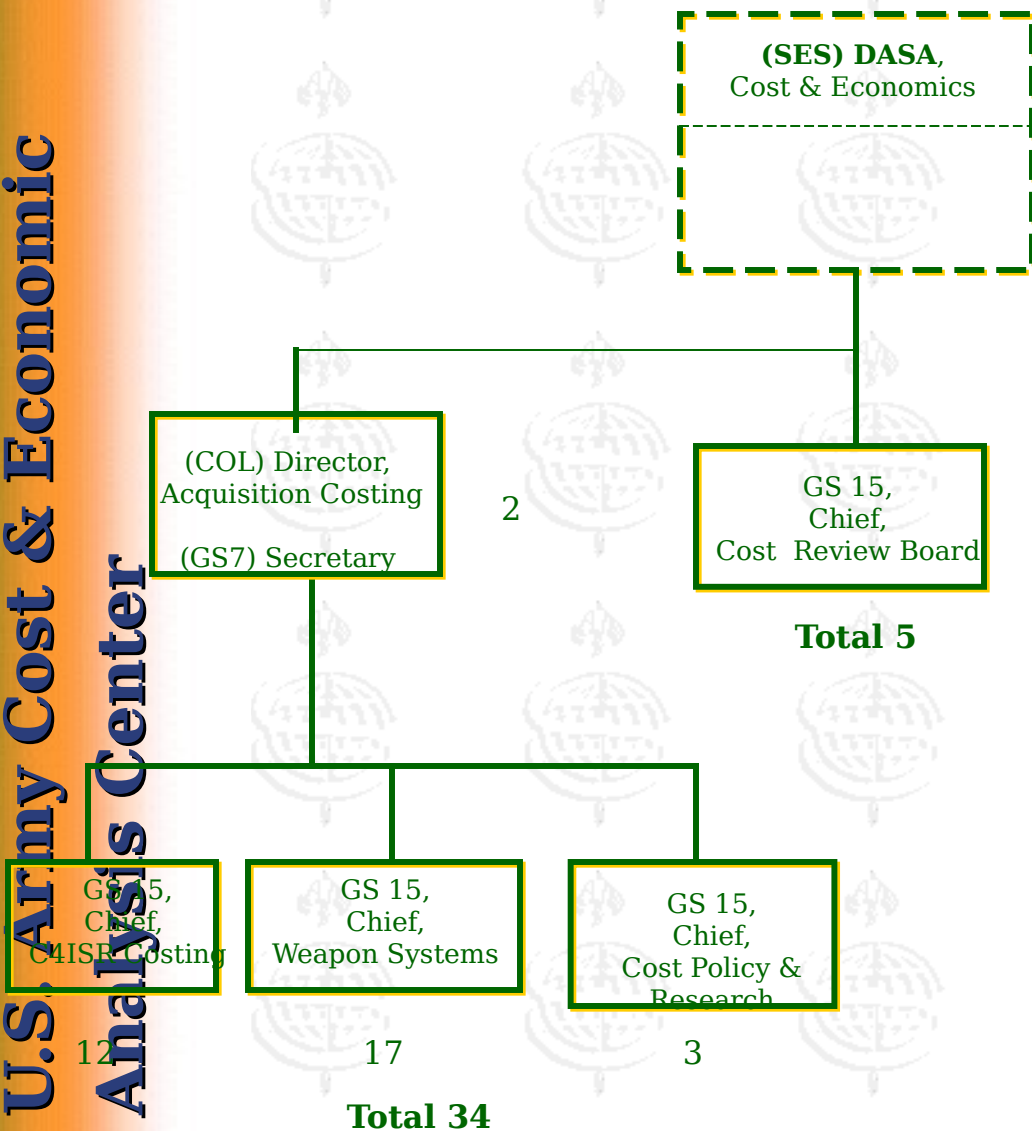 U.S. Army Cost & Economic
Analysis Center
(SES) DASA,
Cost & Economics
(COL) Director,
Acquisition Costing
(GS7) Secretary
2
GS 15,
Chief,
Cost  Review Board
Total 5
GS 15,
Chief,
C4ISR Costing
12
GS 15,
Chief,
Weapon Systems
17
GS 15,
Chief,
Cost Policy &
Research
3
Total 34